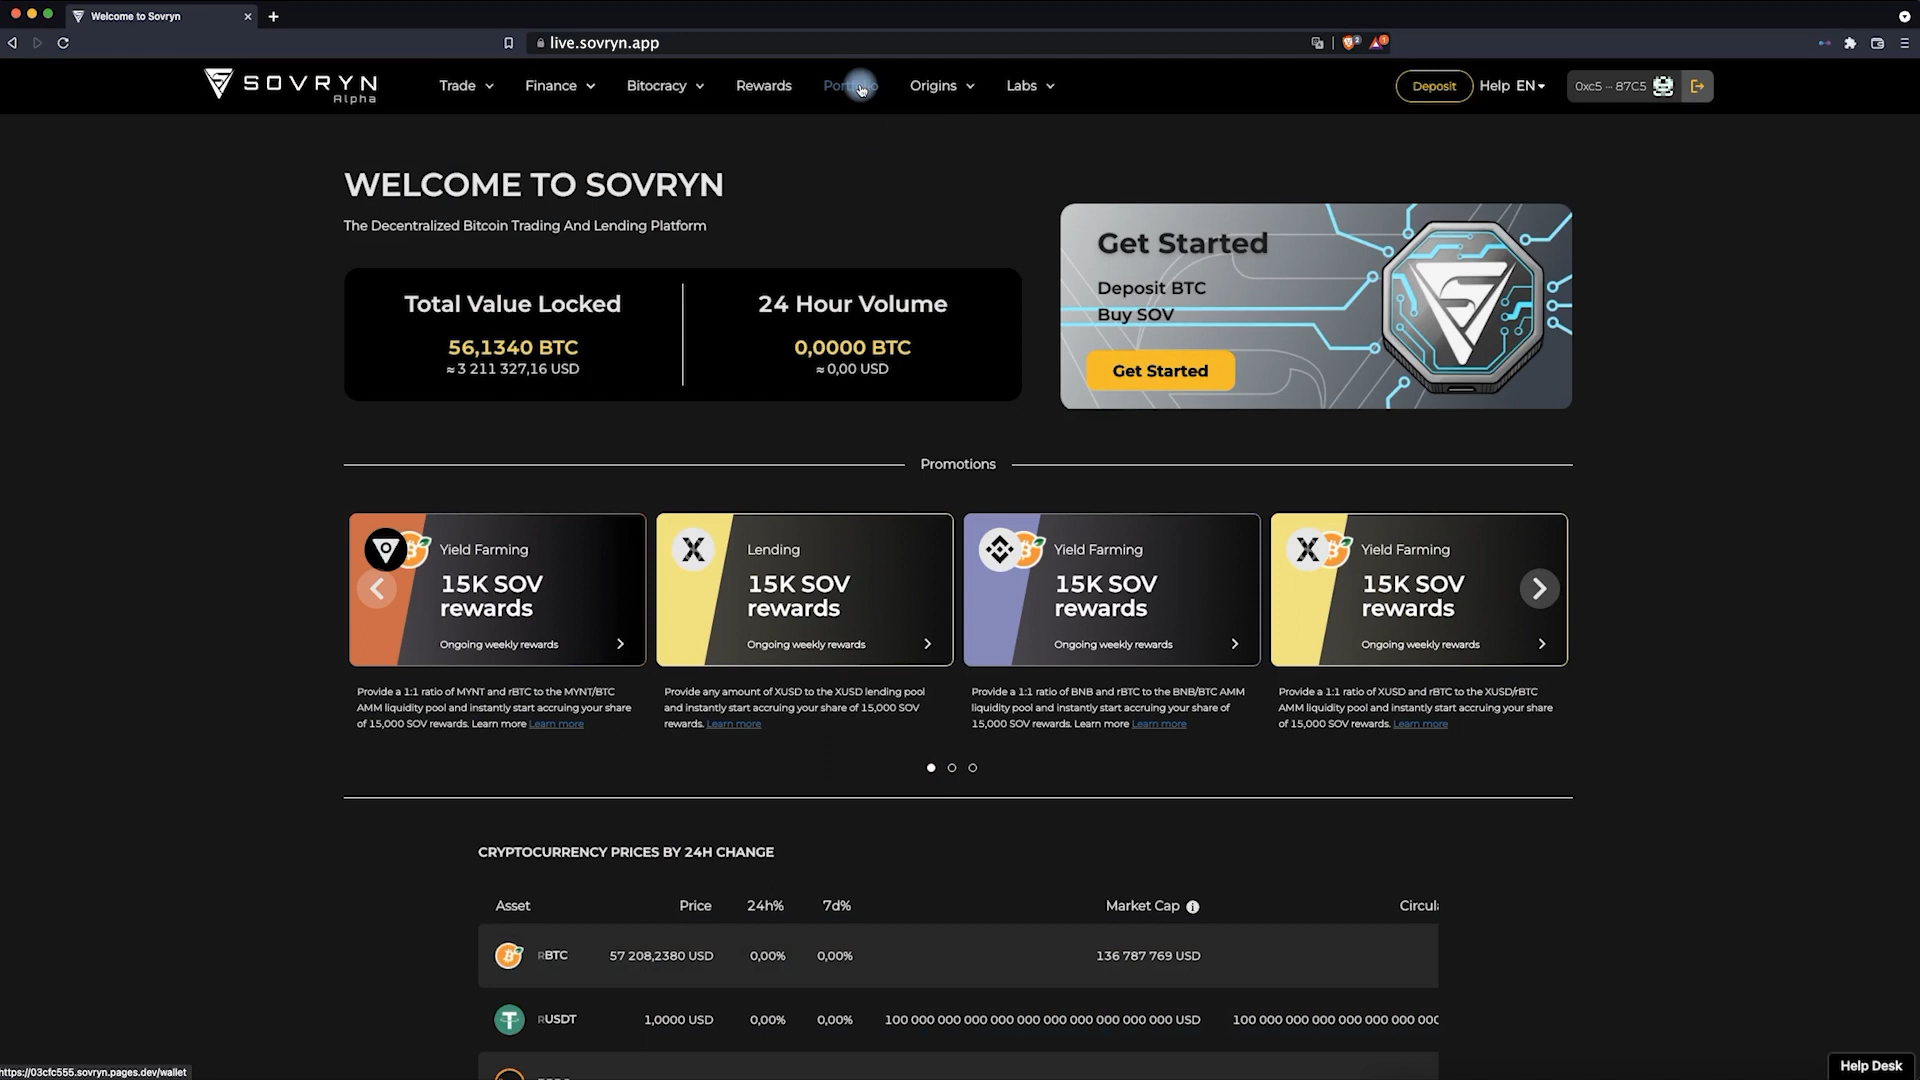 Welcome to Sovryn
live.sovryn.app
SOVRYN
Alpha
Trade
Finance
Bitocracy
Rewards
Portfolio
Origins
Labs
Deposit
Help
EN
0xc5 ··· 87C5
WELCOME TO SOVRYN
The Decentralized Bitcoin Trading And Lending Platform
Total Value Locked
56,1340 BTC
≈ 3 211 327,16 USD
24 Hour Volume
0,0000 BTC
≈ 0,00 USD
Get Started
Deposit BTC
Buy SOV
Get Started
Promotions
Yield Farming
15K SOV
rewards
Ongoing weekly rewards
Provide a 1:1 ratio of MYNT and rBTC to the MYNT/BTC
AMM liquidity pool and instantly start accruing your share
of 15,000 SOV rewards. Learn more Learn more
Lending
15K SOV
rewards
Ongoing weekly rewards
Provide any amount of XUSD to the XUSD lending pool
and instantly start accruing your share of 15,000 SOV
rewards. Learn more
Yield Farming
15K SOV
rewards
Ongoing weekly rewards
Provide a 1:1 ratio of BNB and rBTC to the BNB/BTC AMM
liquidity pool and instantly start accruing your share of
15,000 SOV rewards. Learn more Learn more
Yield Farming
15K SOV
rewards
Ongoing weekly rewards
Provide a 1:1 ratio of XUSD and rBTC to the XUSD/rBTC
AMM liquidity pool and instantly start accruing your share
of 15,000 SOV rewards. Learn more
CRYPTOCURRENCY PRICES BY 24H CHANGE
Asset Price 24h% 7d% Market Cap Circul
RBTC 57 208,2380 USD 0,00% 0,00% 136 787 769 USD
RUSDT 1,0000 USD 0,00% 0,00% 100 000 000 000 000 000 000 000 000 000 USD 100 000 000 000 000 000 00
https://03cfc555.sovryn.pages.dev/wallet
Help Desk